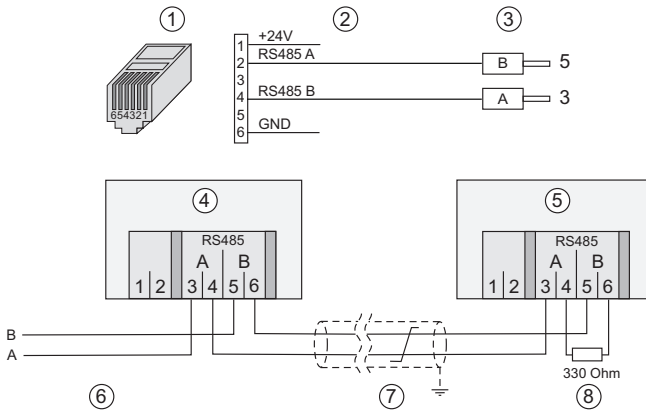 1 2 3
654321
1 +24V
2 RS485 A B 5
3
4 RS485 B A 3
5
6 GND
4 5
RS485 RS485
A B A B
1 2 3 4 5 6 1 2 3 4 5 6
B
A
330 Ohm
6 7 8